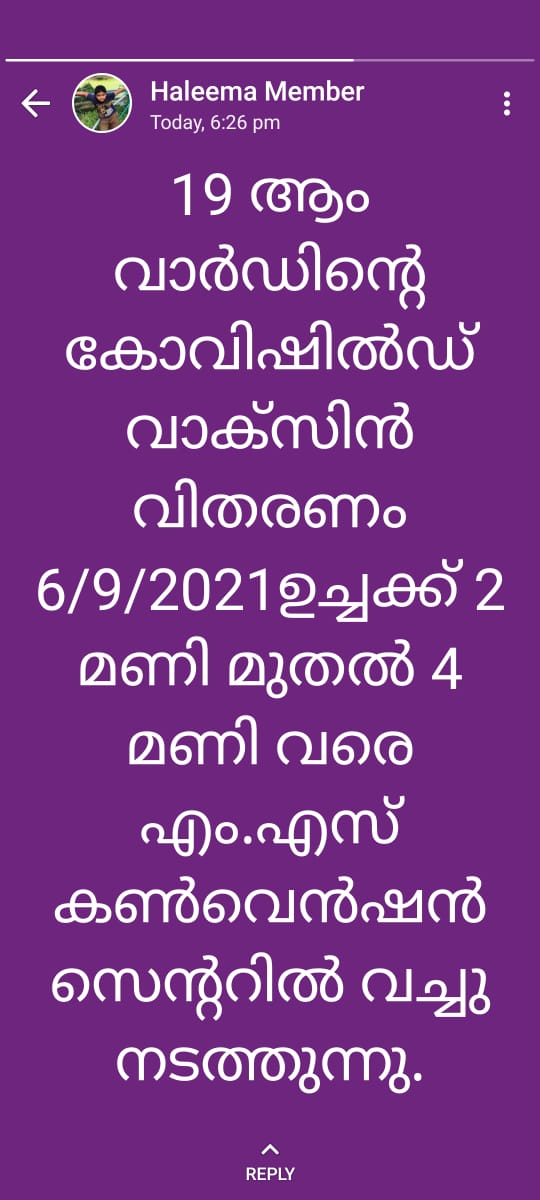 Haleema Member
Today, 6:26 pm
19 ആം
വാർഡിന്റെ
കോവിഷിൽഡ്
വാക്സിൻ
വിതരണം
6/9/2021ഉച്ചക്ക് 2
മണി മുതൽ 4
മണി വരെ
എം.എസ്
കൺവെൻഷൻ
സെന്ററിൽ വച്ചു
നടത്തുന്നു.
REPLY